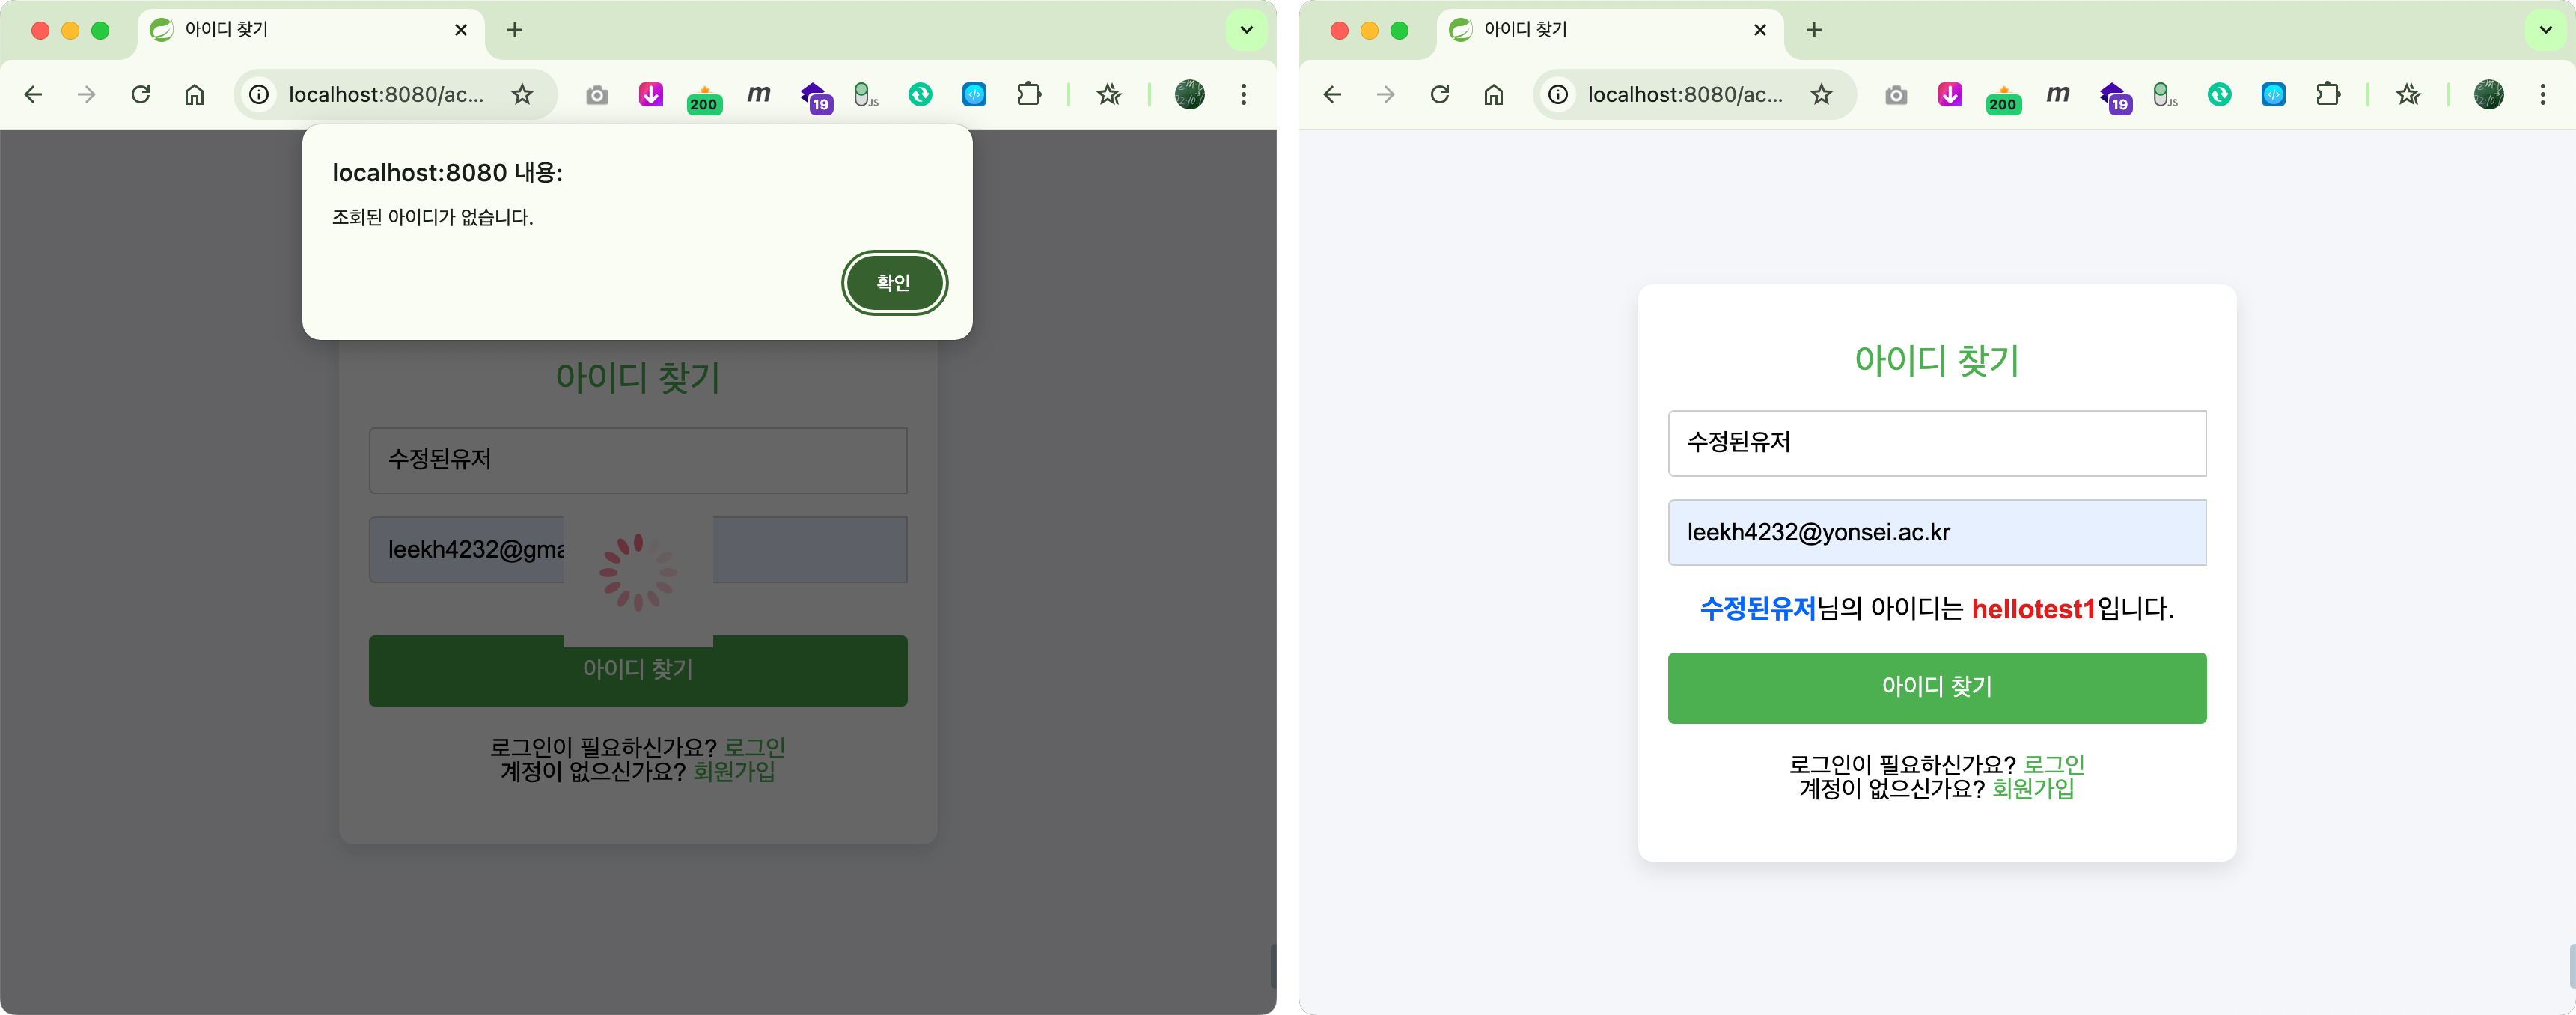 아이디 찾기
localhost:8080/ac...
200
m
19
JS
localhost:8080 내용:
조회된 아이디가 없습니다.
확인
아이디 찾기
수정된유저
leekh4232@gma
아이디 찾기
로그인이 필요하신가요? 로그인
계정이 없으신가요? 회원가입
아이디 찾기
localhost:8080/ac...
200
m
19
JS
아이디 찾기
수정된유저
leekh4232@yonsei.ac.kr
수정된유저님의 아이디는 hellotest1입니다.
아이디 찾기
로그인이 필요하신가요? 로그인
계정이 없으신가요? 회원가입